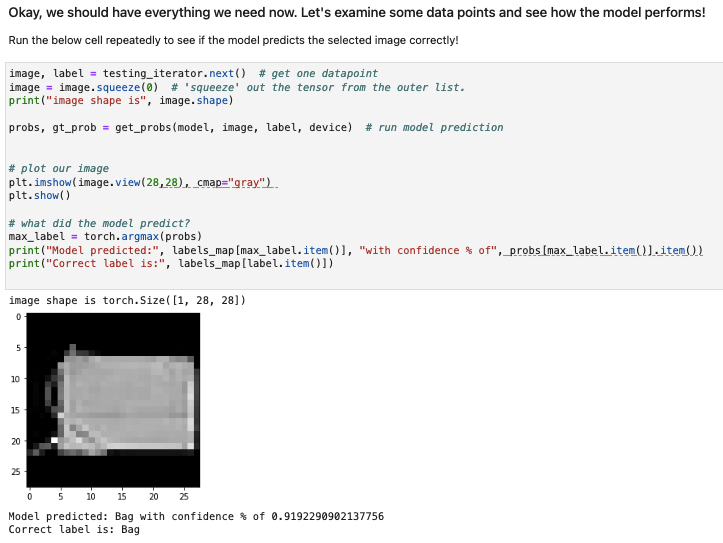 Okay, we should have everything we need now. Let's examine some data points and see how the model performs!
Run the below cell repeatedly to see if the model predicts the selected image correctly!
image, label = testing_iterator.next()  # get one datapoint
image = image.squeeze(0)  # 'squeeze' out the tensor from the outer list.
print("image shape is", image.shape)
probs, gt_prob = get_probs(model, image, label, device)  # run model prediction
# plot our image
plt.imshow(image.view(28,28), cmap="gray")
plt.show()
# what did the model predict?
max_label = torch.argmax(probs)
print("Model predicted:", labels_map[max_label.item()], "with confidence % of", probs[max_label.item()].item())
print("Correct label is:", labels_map[label.item()])
image shape is torch.Size([1, 28, 28])
0
5
10
15
20
25
0 5 10 15 20 25
Model predicted: Bag with confidence % of 0.9192290902137756
Correct label is: Bag